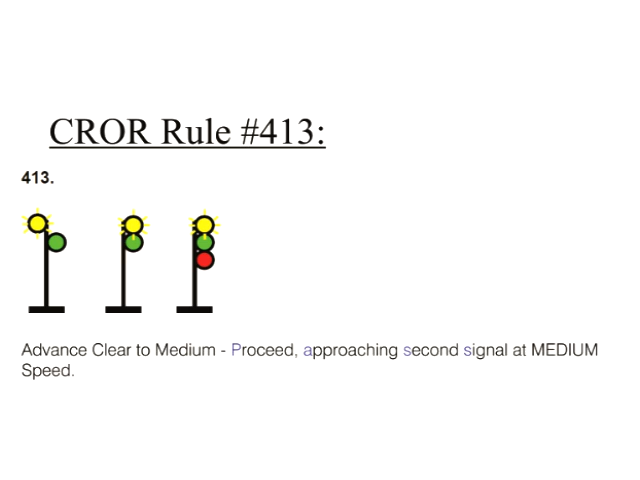 CROR Rule #413:
413.
Advance Clear to Medium - Proceed, approaching second signal at MEDIUM
Speed.